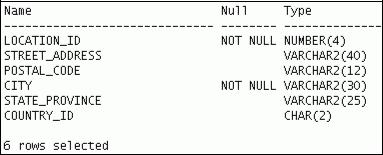 Name Null Type
------------------------------ -------- ------------
LOCATION_ID NOT NULL NUMBER(4)
STREET_ADDRESS VARCHAR2(40)
POSTAL_CODE VARCHAR2(12)
CITY NOT NULL VARCHAR2(30)
STATE_PROVINCE VARCHAR2(25)
COUNTRY_ID CHAR(2)
6 rows selected